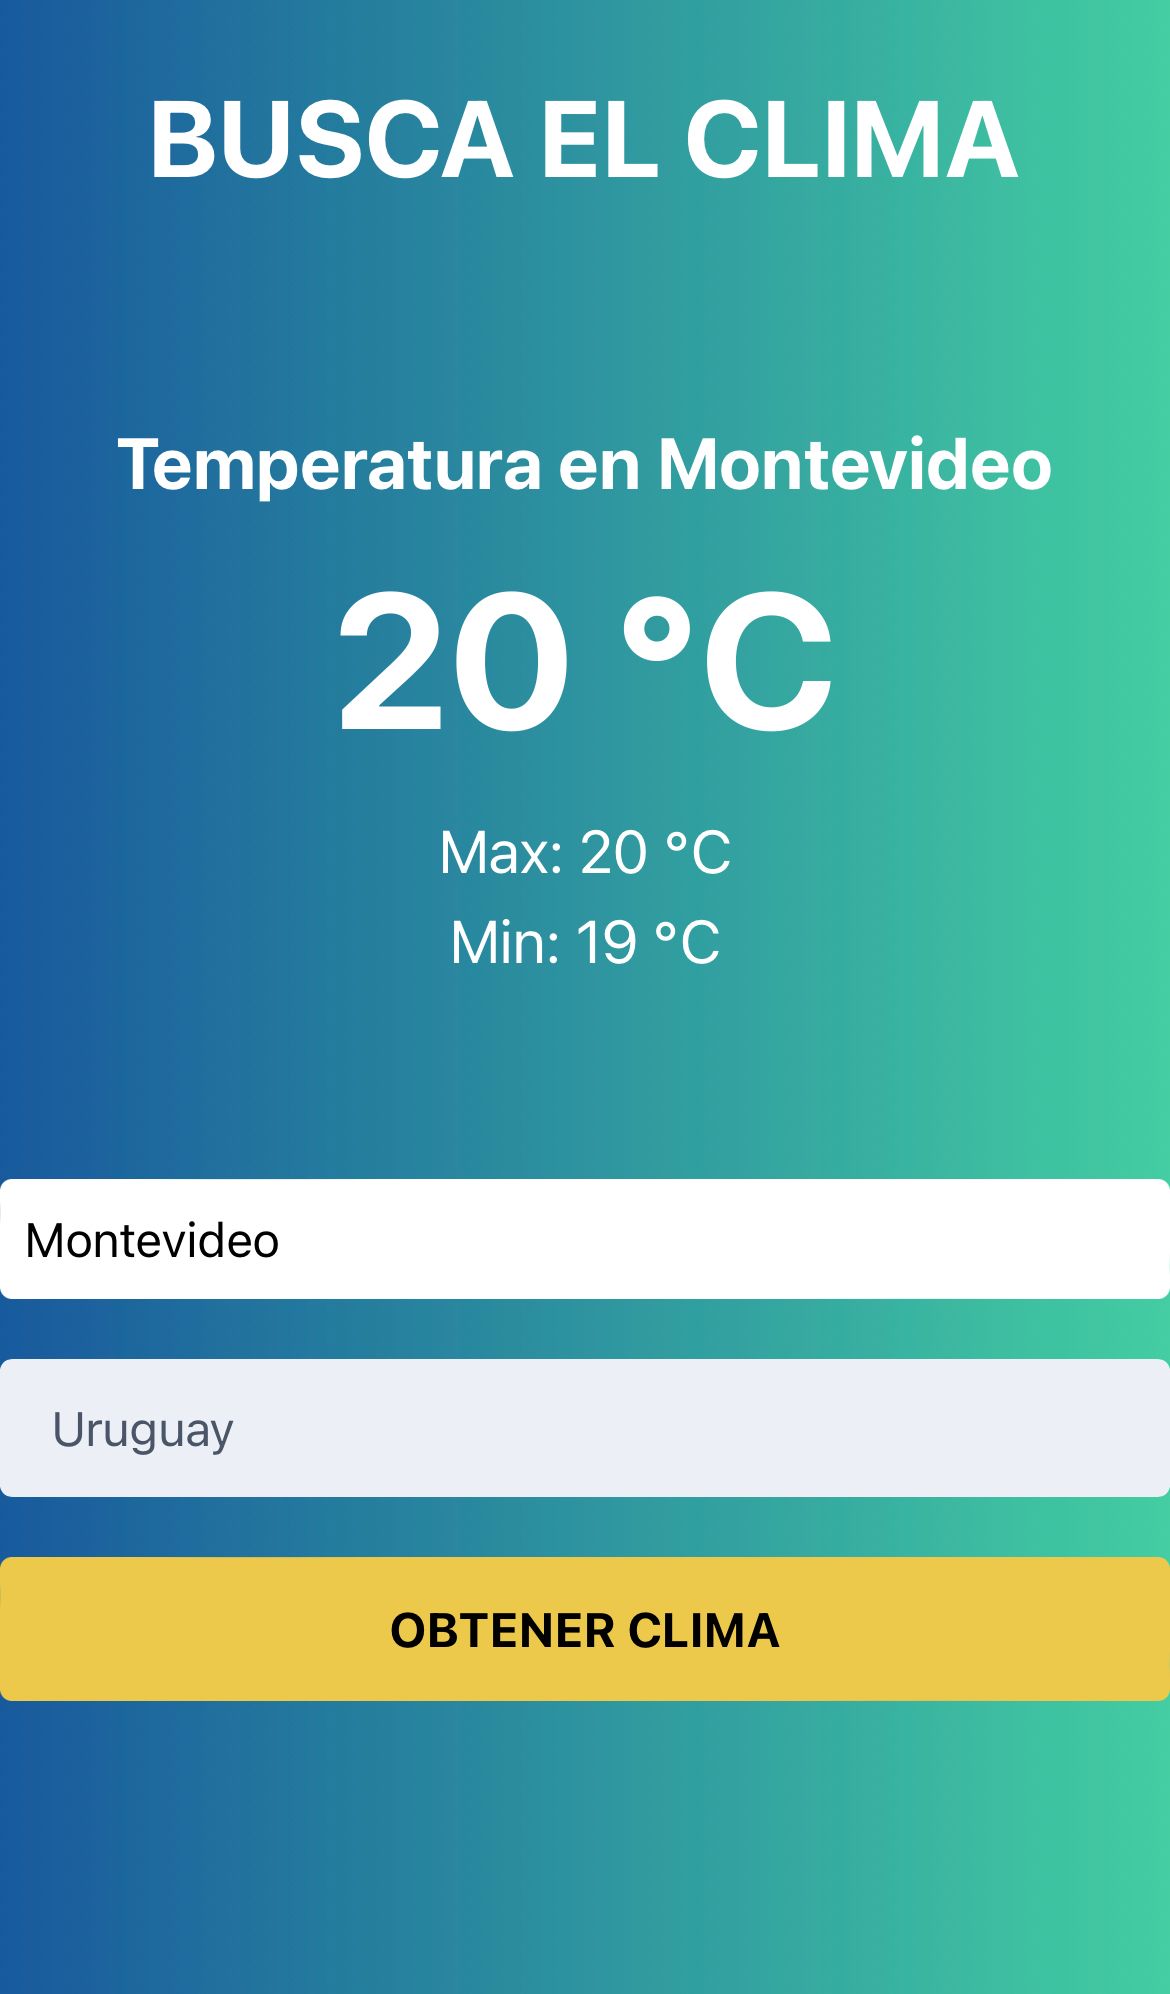 BUSCA EL CLIMA
Temperatura en Montevideo
20 °C
Max: 20 °C
Min: 19 °C
Montevideo
Uruguay
OBTENER CLIMA